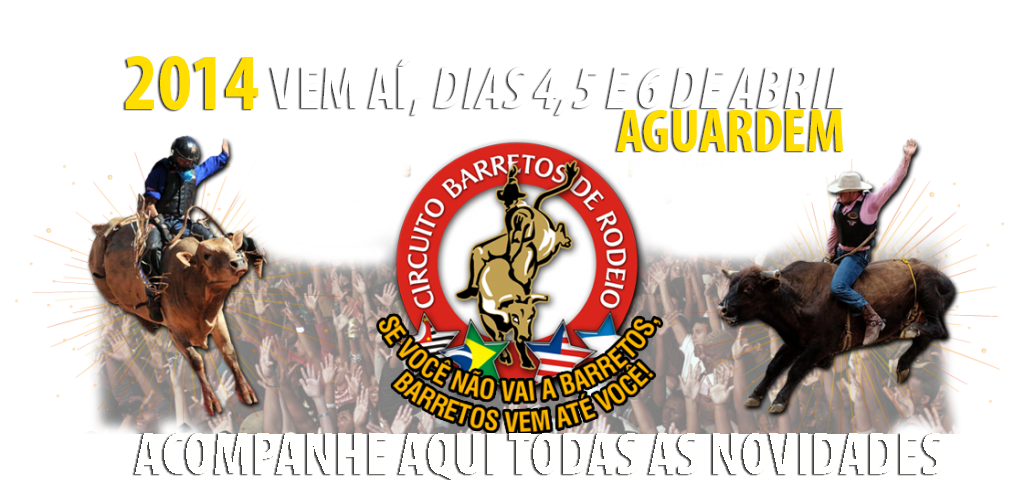 2014 VEM AÍ, DIAS 4, 5 E 6 DE ABRIL
AGUARDEM
CIRCUITO BARRETOS DE RODEIO
SE VOCÊ NÃO VAI A BARRETOS,
BARRETOS VEM ATÉ VOCÊ!
ACOMPANHE AQUI TODAS AS NOVIDADES